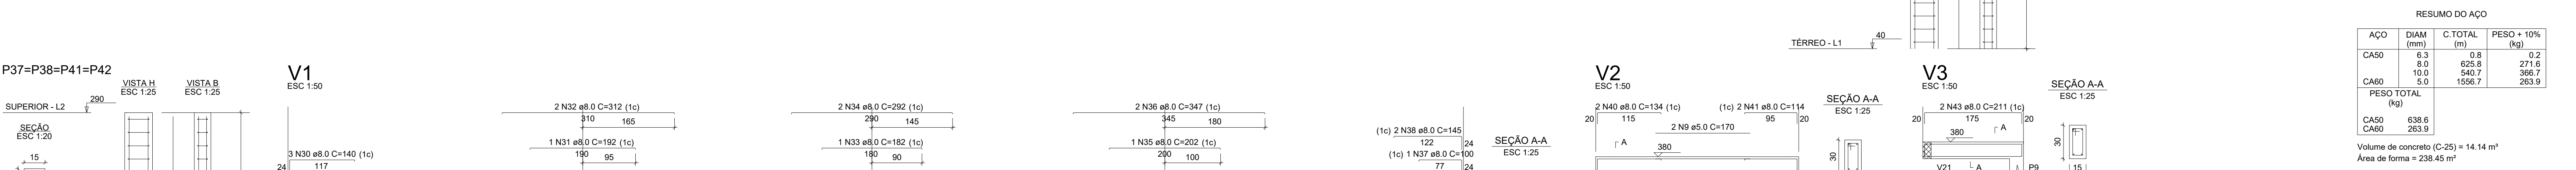 P37=P38=P41=P42
VISTA H
ESC 1:25
VISTA B
ESC 1:25
SUPERIOR - L2
290
SEÇÃO
ESC 1:20
15
V1
ESC 1:50
3 N30 ø8.0 C=140 (1c)
24
117
2 N32 ø8.0 C=312 (1c)
310
165
1 N31 ø8.0 C=192 (1c)
190
95
2 N34 ø8.0 C=292 (1c)
290
145
1 N33 ø8.0 C=182 (1c)
180
90
2 N36 ø8.0 C=347 (1c)
345
180
1 N35 ø8.0 C=202 (1c)
200
100
(1c) 2 N38 ø8.0 C=145
122
24
(1c) 1 N37 ø8.0 C=100
77
24
SEÇÃO A-A
ESC 1:25
V2
ESC 1:50
2 N40 ø8.0 C=134 (1c)
20
115
(1c) 2 N41 ø8.0 C=114
95
20
2 N9 ø5.0 C=170
A
380
SEÇÃO A-A
ESC 1:25
30
TÉRREO - L1
40
V3
ESC 1:50
2 N43 ø8.0 C=211 (1c)
20
175
20
380
A
V21
A
P9
SEÇÃO A-A
ESC 1:25
30
15
RESUMO DO AÇO
AÇO DIAM C.TOTAL PESO + 10%
(mm) (m) (kg)
CA50 6.3 0.8 0.2
8.0 625.8 271.6
10.0 540.7 366.7
CA60 5.0 1556.7 263.9
PESO TOTAL
(kg)
CA50 638.6
CA60 263.9
Volume de concreto (C-25) = 14.14 m³
Área de forma = 238.45 m²